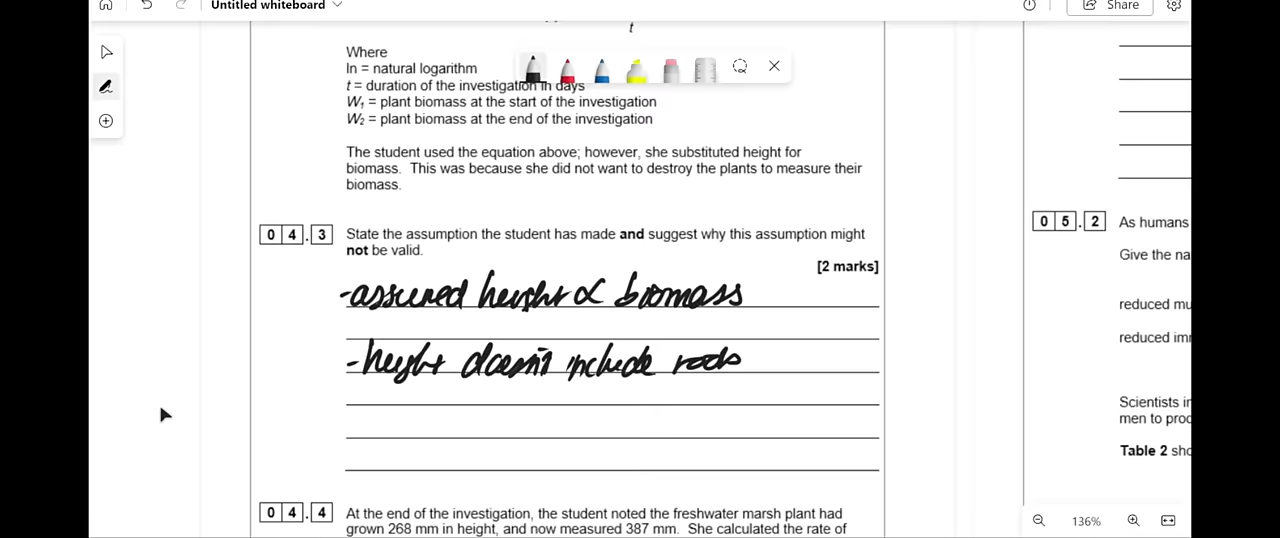 Untitled whiteboard
Share
t
Where
ln = natural logarithm
t = duration of the investigation in days
W₁ = plant biomass at the start of the investigation
W₂ = plant biomass at the end of the investigation
The student used the equation above; however, she substituted height for
biomass. This was because she did not want to destroy the plants to measure their
biomass.
0 4 . 3 State the assumption the student has made and suggest why this assumption might
not be valid.
[2 marks]
-assumed height ∝ biomass
-height doesn't include roots
0 4 . 4 At the end of the investigation, the student noted the freshwater marsh plant had
grown 268 mm in height, and now measured 387 mm. She calculated the rate of
0 5 . 2 As humans
Give the na
reduced mu
reduced im
Scientists in
men to proc
Table 2 sho
136%